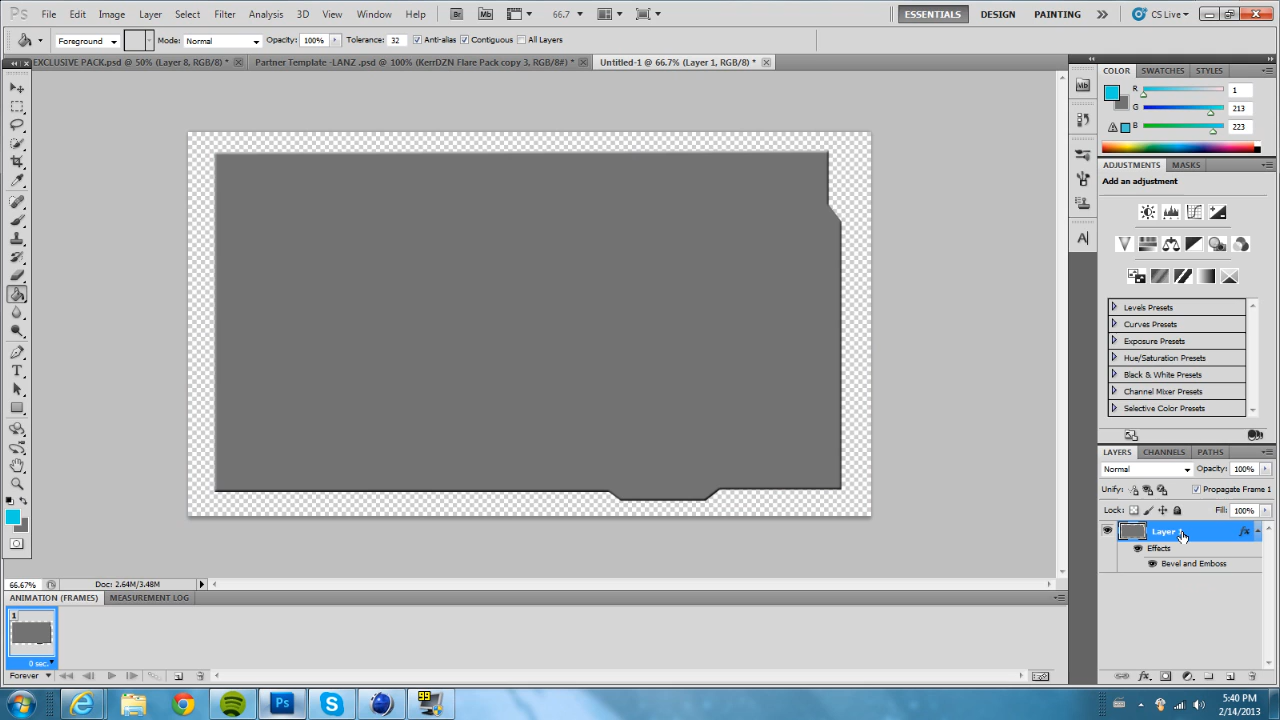 Ps File Edit Image Layer Select Filter Analysis 3D View Window Help Br Mb 66.7 ESSENTIALS DESIGN PAINTING CS Live
Foreground Mode: Normal Opacity: 100% Tolerance: 32 Anti-alias Contiguous All Layers
EXCLUSIVE PACK.psd @ 50% (Layer 8, RGB/8) * Partner Template -LANZ .psd @ 100% (KertDZN Flare Pack copy 3, RGB/8#) * Untitled-1 @ 66.7% (Layer 1, RGB/8) *
COLOR SWATCHES STYLES
R 1
G 213
B 223
ADJUSTMENTS MASKS
Add an adjustment
Levels Presets
Curves Presets
Exposure Presets
Hue/Saturation Presets
Black & White Presets
Channel Mixer Presets
Selective Color Presets
LAYERS CHANNELS PATHS
Normal Opacity: 100%
Unify: Propagate Frame 1
Lock: Fill: 100%
Layer fx
Effects
Bevel and Emboss
66.67% Doc: 2.64M/3.48M
ANIMATION (FRAMES) MEASUREMENT LOG
1
0 sec.
Forever
99
5:40 PM
2/14/2013